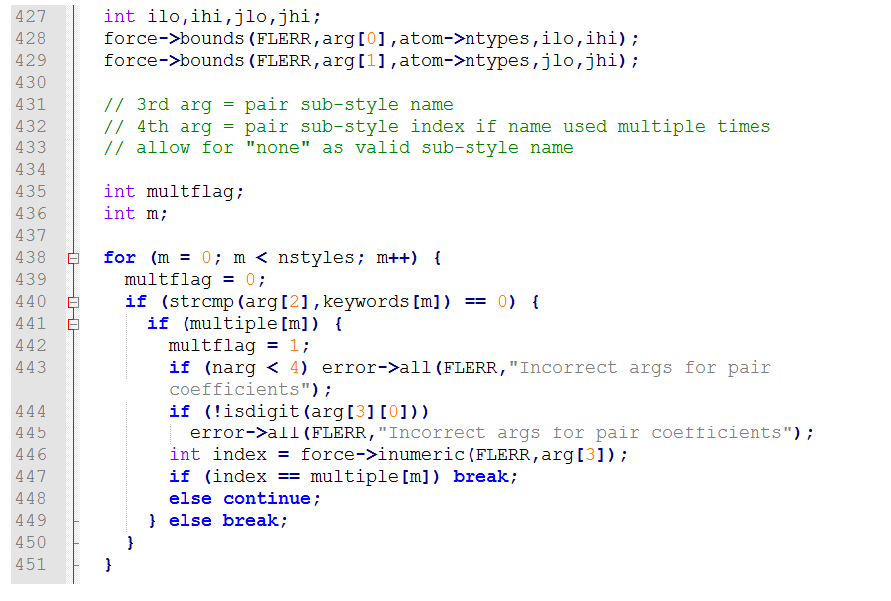 427 int ilo,ihi,jlo,jhi;
428 force->bounds(FLERR,arg[0],atom->ntypes,ilo,ihi);
429 force->bounds(FLERR,arg[1],atom->ntypes,jlo,jhi);
430
431 // 3rd arg = pair sub-style name
432 // 4th arg = pair sub-style index if name used multiple times
433 // allow for "none" as valid sub-style name
434
435 int multflag;
436 int m;
437
438 for (m = 0; m < nstyles; m++) {
439 multflag = 0;
440 if (strcmp(arg[2],keywords[m]) == 0) {
441 if (multiple[m]) {
442 multflag = 1;
443 if (narg < 4) error->all(FLERR,"Incorrect args for pair
coefficients");
444 if (!isdigit(arg[3][0]))
445 error->all(FLERR,"Incorrect args for pair coefficients");
446 int index = force->inumeric(FLERR,arg[3]);
447 if (index == multiple[m]) break;
448 else continue;
449 } else break;
450 }
451 }